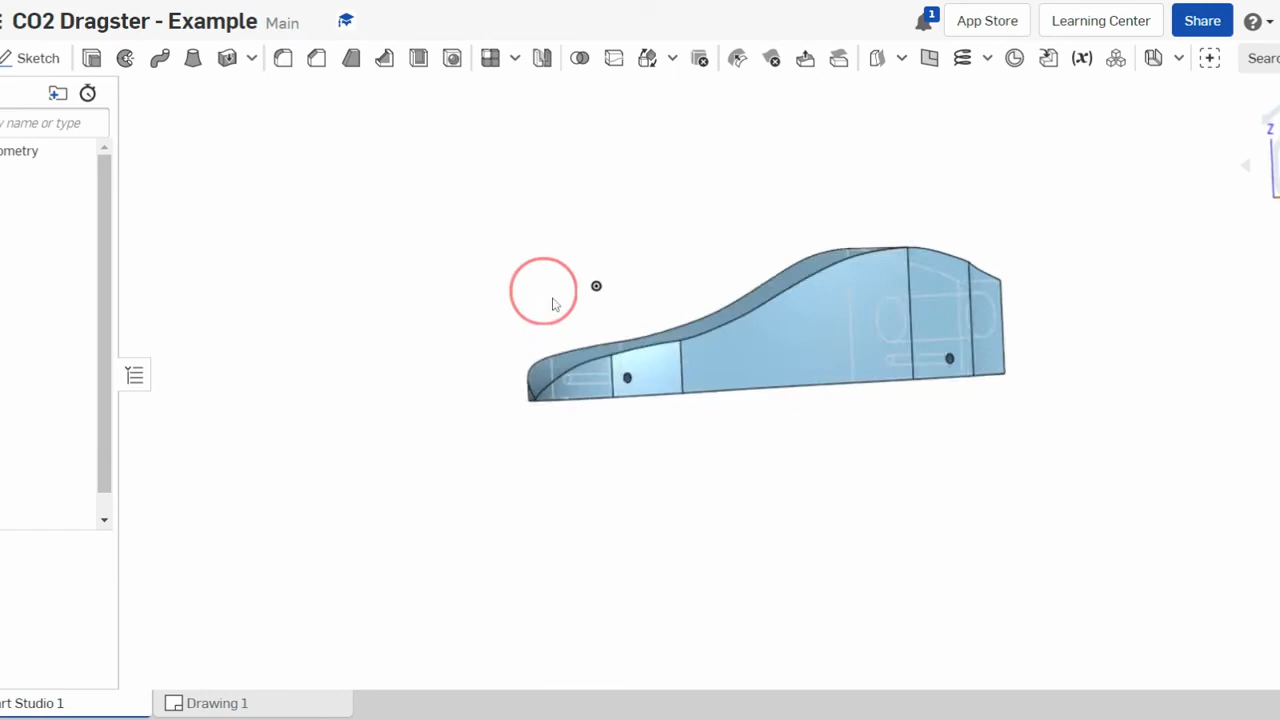 CO2 Dragster - Example Main
1
App Store
Learning Center
Share
Sketch
(x)
Searc
y name or type
ometry
Z
rt Studio 1
Drawing 1